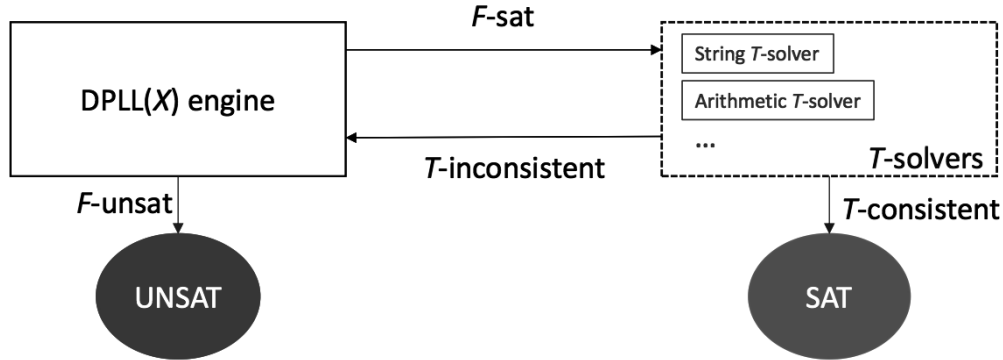 F-sat
DPLL(X) engine
String T-solver
Arithmetic T-solver
...
T-solvers
T-inconsistent
F-unsat
T-consistent
UNSAT
SAT